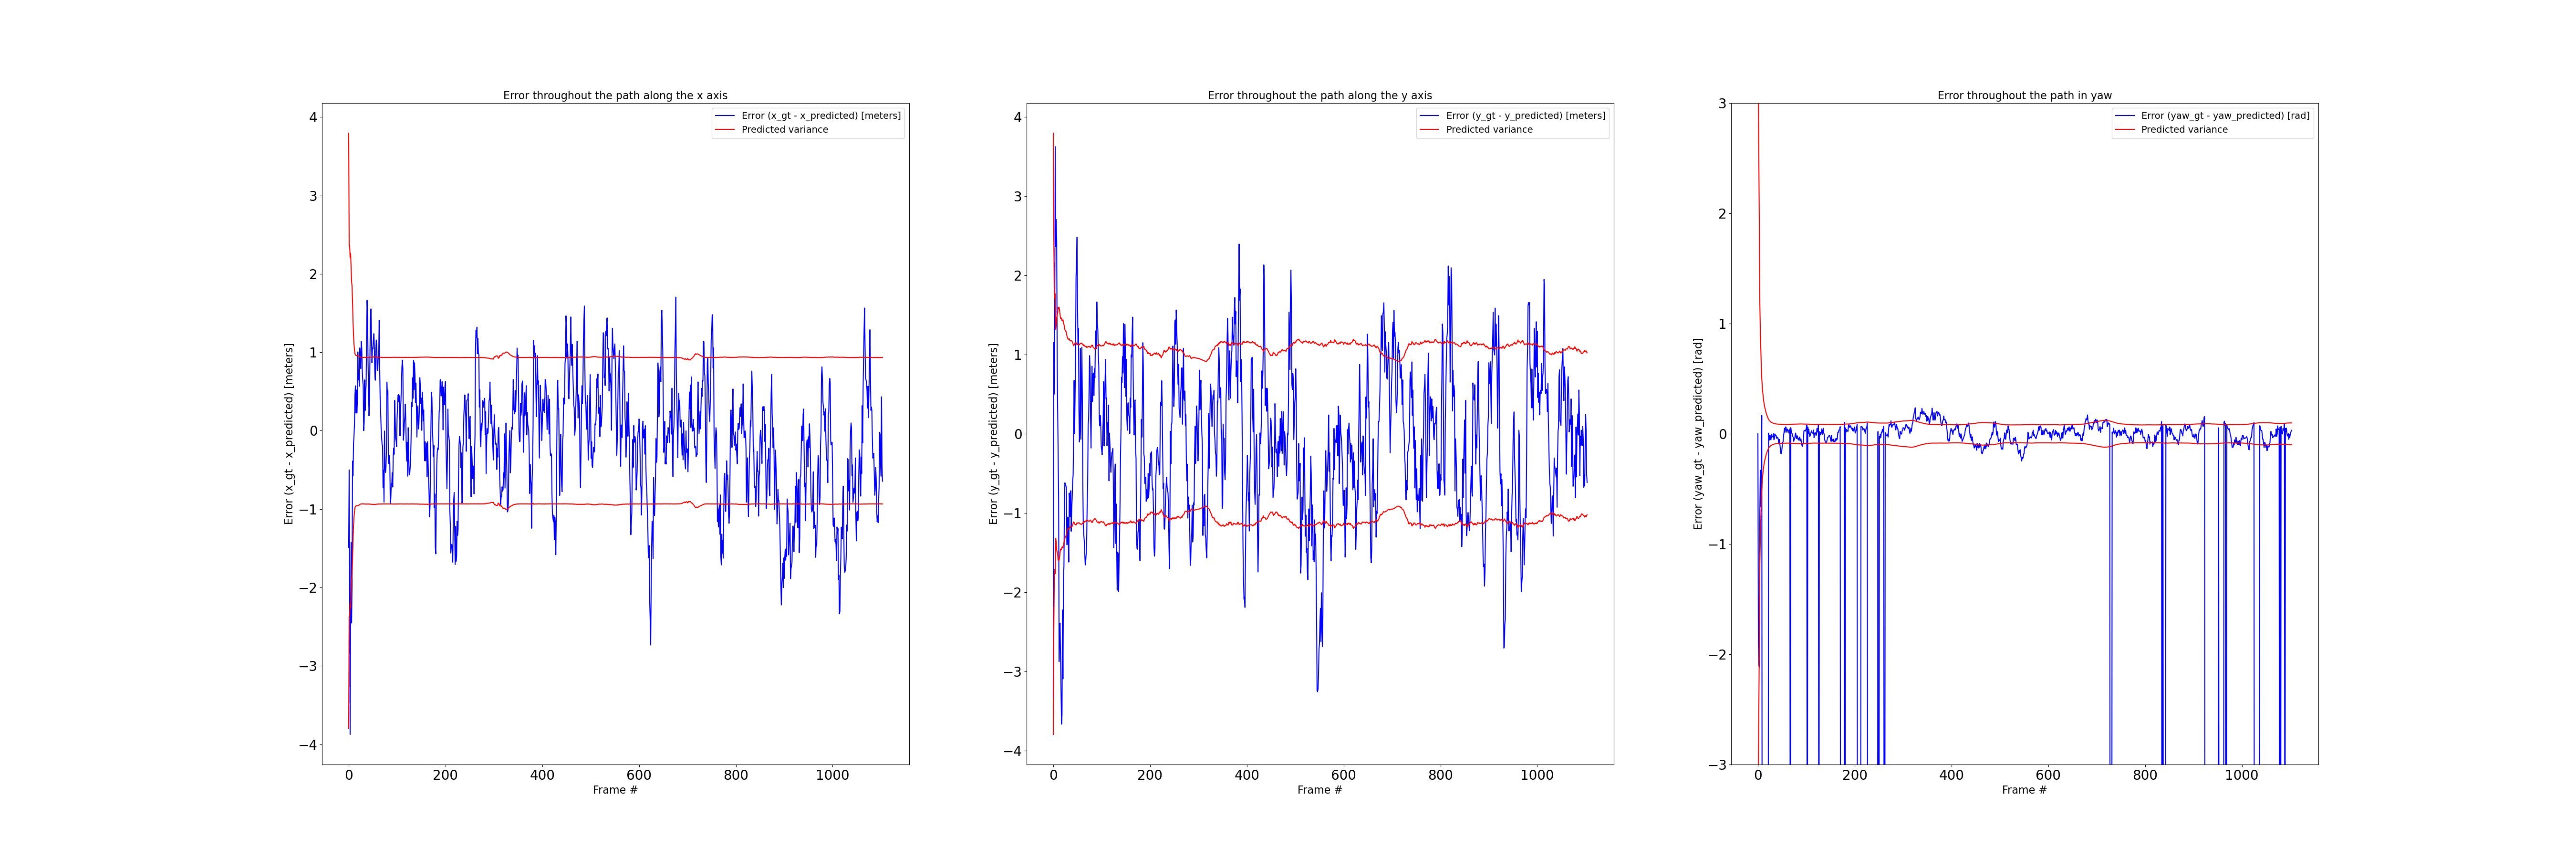 Error throughout the path along the x axis
Error (x_gt - x_predicted) [meters]
Predicted variance
4
3
2
1
0
−1
−2
−3
−4
Error (x_gt - x_predicted) [meters]
0 200 400 600 800 1000
Frame #
Error throughout the path along the y axis
Error (y_gt - y_predicted) [meters]
Predicted variance
4
3
2
1
0
−1
−2
−3
−4
Error (y_gt - y_predicted) [meters]
0 200 400 600 800 1000
Frame #
Error throughout the path in yaw
Error (yaw_gt - yaw_predicted) [rad]
Predicted variance
3
2
1
0
−1
−2
−3
Error (yaw_gt - yaw_predicted) [rad]
0 200 400 600 800 1000
Frame #